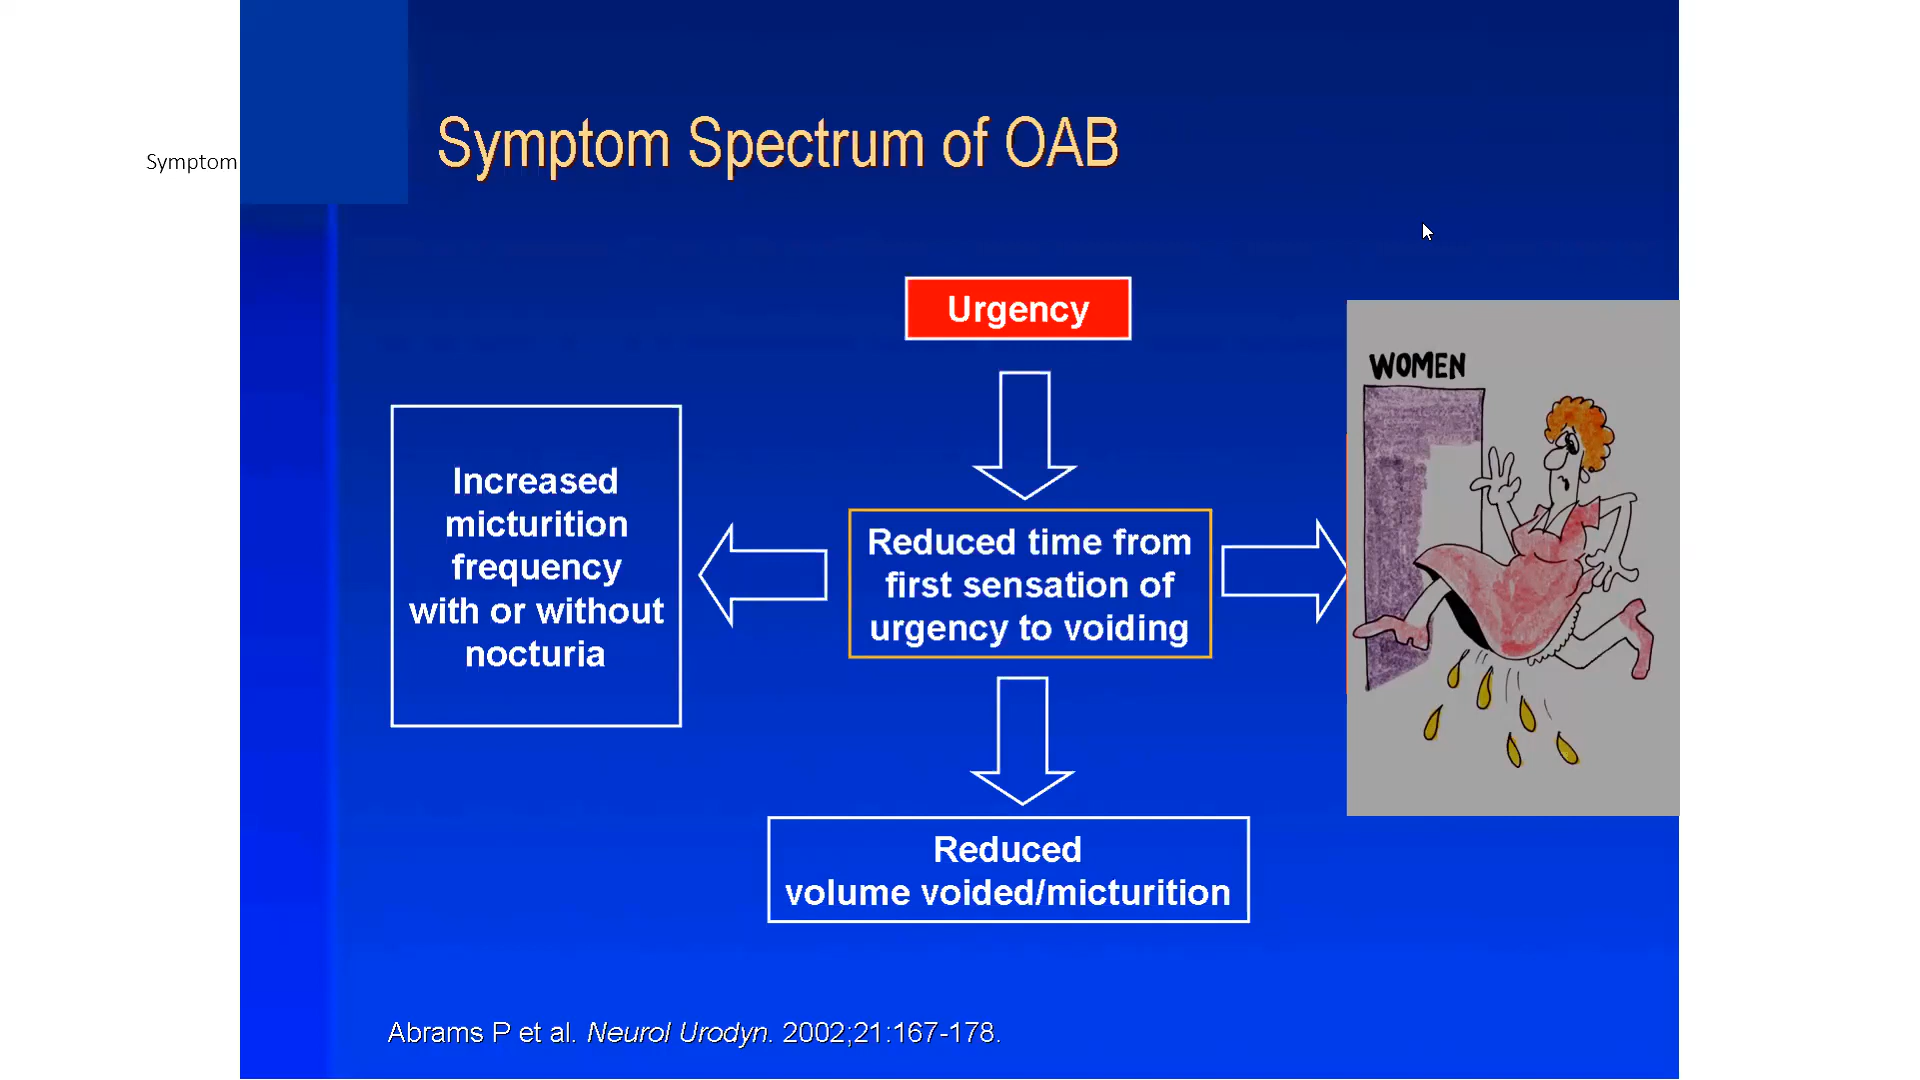 Symptom
Symptom Spectrum of OAB
Urgency
WOMEN
Increased
micturition
frequency
with or without
nocturia
Reduced time from
first sensation of
urgency to voiding
Reduced
volume voided/micturition
Abrams P et al. Neurol Urodyn. 2002;21:167-178.